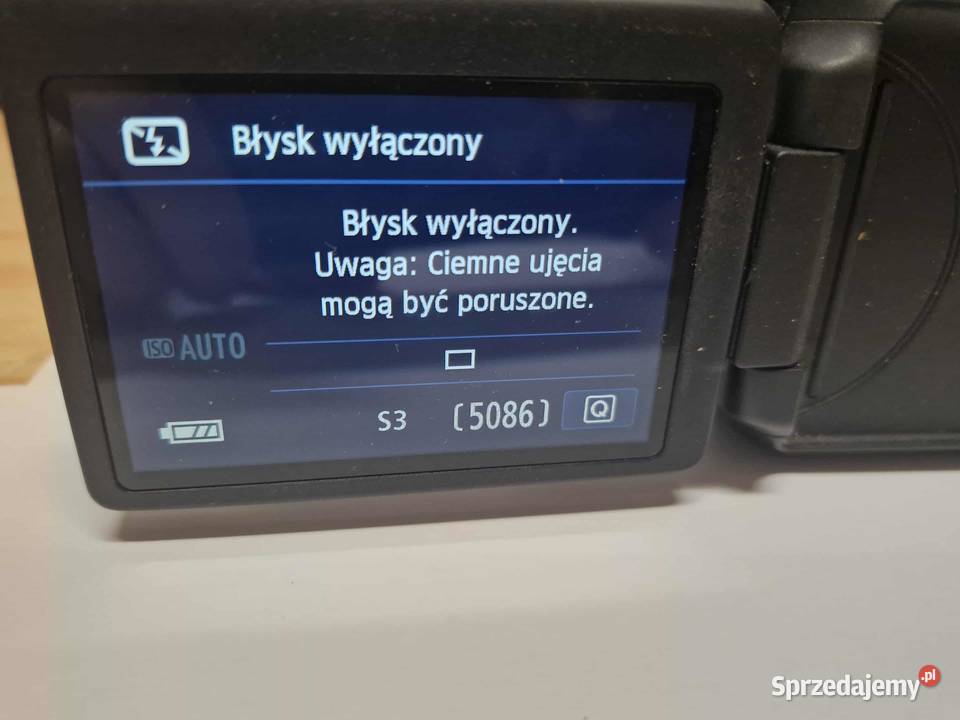 Błysk wyłączony
Błysk wyłączony.
Uwaga: Ciemne ujęcia
mogą być poruszone.
ISO AUTO
S3 (5086) Q
Sprzedajemy.pl